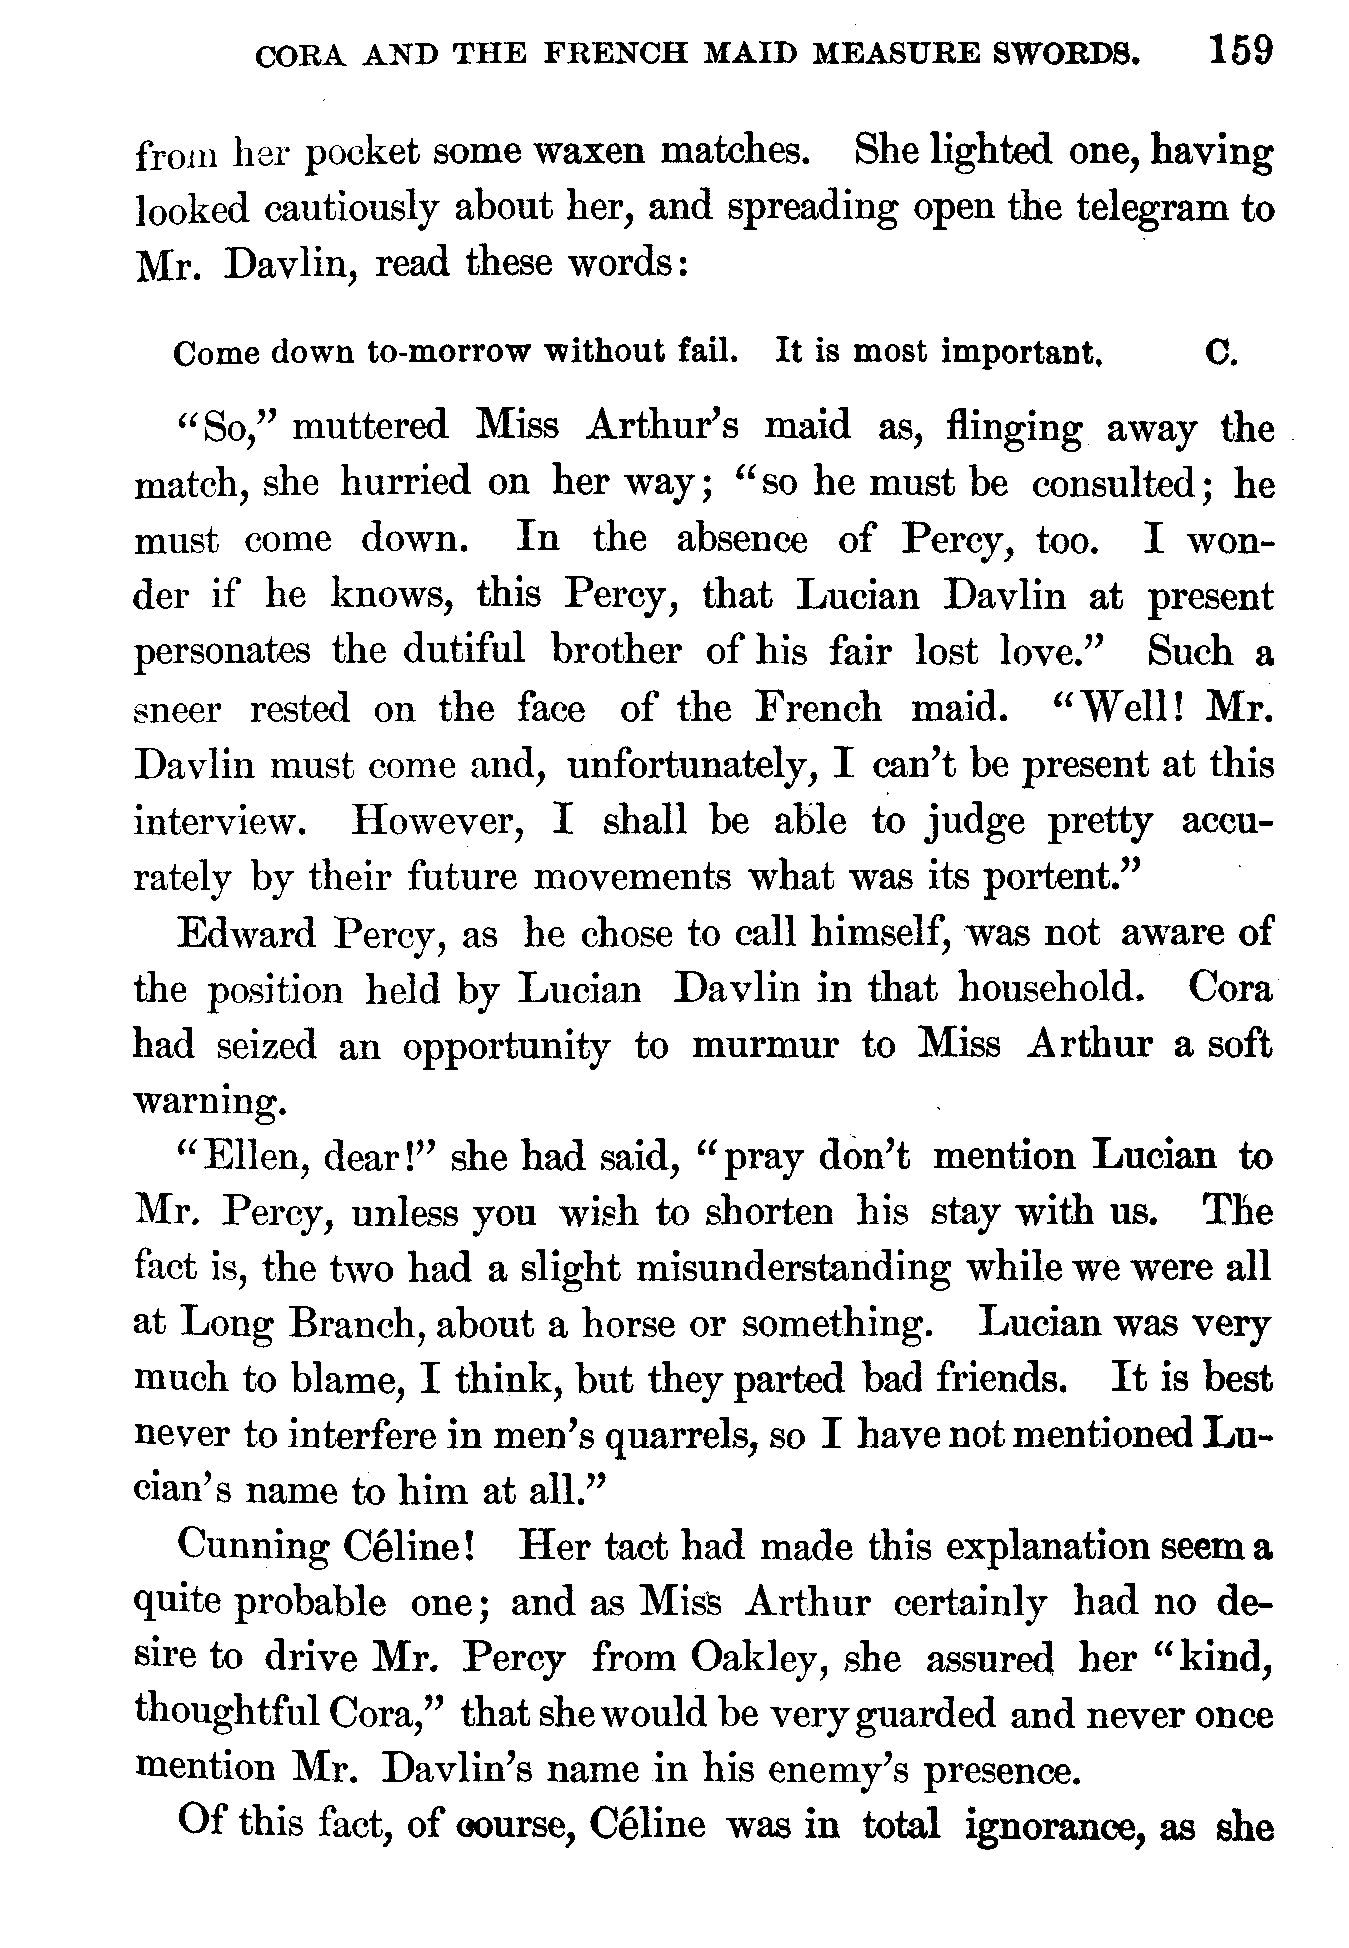 CORA AND THE FRENCH MAID MEASURE SWORDS. 159
from her pocket some waxen matches. She lighted one, having
looked cautiously about her, and spreading open the telegram to
Mr. Davlin, read these words:
Come down to-morrow without fail. It is most important. C.
“So,” muttered Miss Arthur’s maid as, flinging away the
match, she hurried on her way; “so he must be consulted; he
must come down. In the absence of Percy, too. I won-
der if he knows, this Percy, that Lucian Davlin at present
personates the dutiful brother of his fair lost love.” Such a
sneer rested on the face of the French maid. “Well! Mr.
Davlin must come and, unfortunately, I can’t be present at this
interview. However, I shall be able to judge pretty accu-
rately by their future movements what was its portent.”
Edward Percy, as he chose to call himself, was not aware of
the position held by Lucian Davlin in that household. Cora
had seized an opportunity to murmur to Miss Arthur a soft
warning.
“Ellen, dear!” she had said, “pray don’t mention Lucian to
Mr. Percy, unless you wish to shorten his stay with us. The
fact is, the two had a slight misunderstanding while we were all
at Long Branch, about a horse or something. Lucian was very
much to blame, I think, but they parted bad friends. It is best
never to interfere in men’s quarrels, so I have not mentioned Lu-
cian’s name to him at all.”
Cunning Céline! Her tact had made this explanation seem a
quite probable one; and as Miss Arthur certainly had no de-
sire to drive Mr. Percy from Oakley, she assured her “kind,
thoughtful Cora,” that she would be very guarded and never once
mention Mr. Davlin’s name in his enemy’s presence.
Of this fact, of course, Céline was in total ignorance, as she